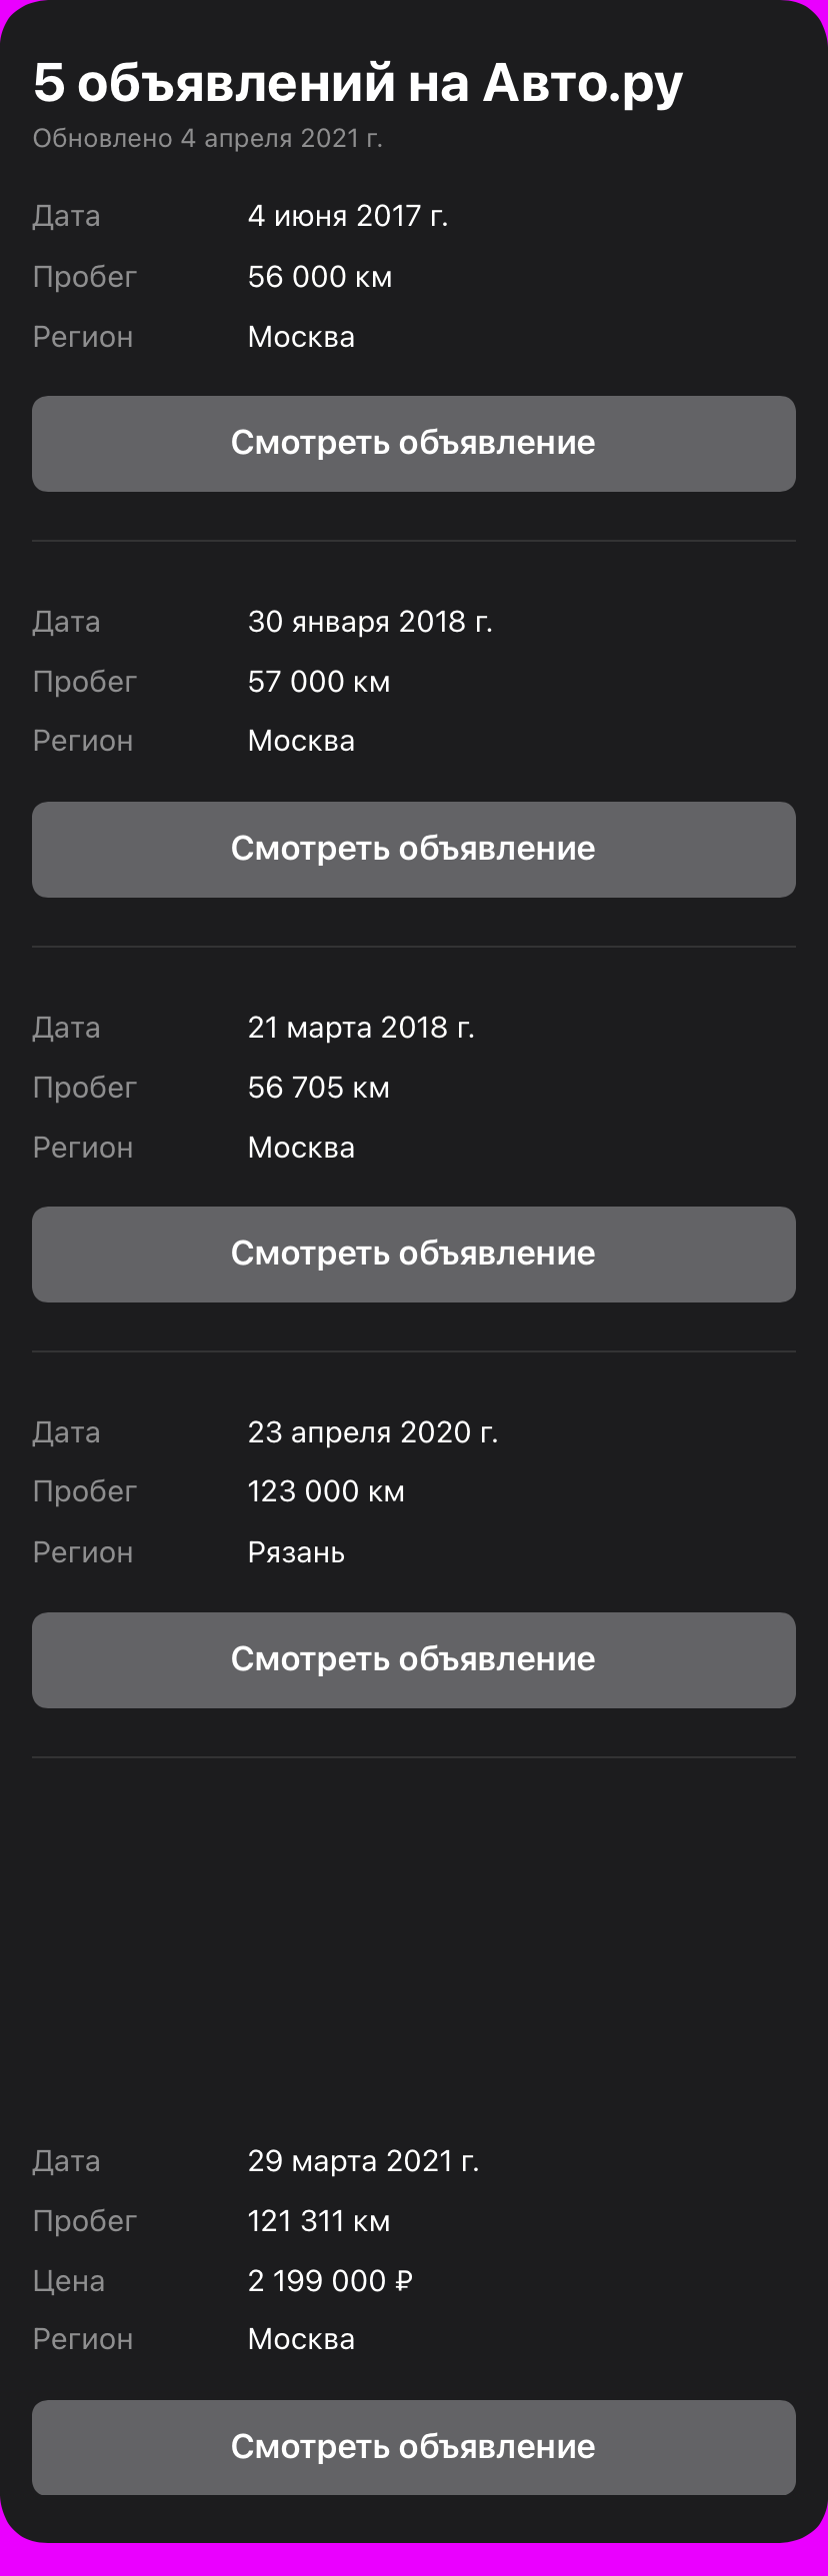 5 объявлений на Авто.ру
Обновлено 4 апреля 2021 г.
Дата 4 июня 2017 г.
Пробег 56 000 км
Регион Москва
Смотреть объявление
Дата 30 января 2018 г.
Пробег 57 000 км
Регион Москва
Смотреть объявление
Дата 21 марта 2018 г.
Пробег 56 705 км
Регион Москва
Смотреть объявление
Дата 23 апреля 2020 г.
Пробег 123 000 км
Регион Рязань
Смотреть объявление
Дата 29 марта 2021 г.
Пробег 121 311 км
Цена 2 199 000 ₽
Регион Москва
Смотреть объявление